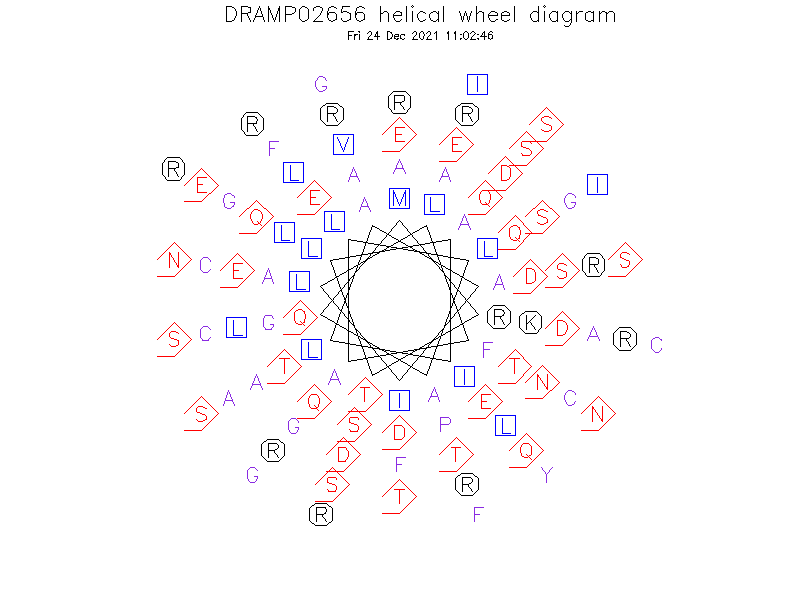 DRAMP02656 helical wheel diagram
Fri 24 Dec 2021 11:02:46
G I
R R R
R E S
F V E S
R L A A A D
E E M Q I
G A L G
Q L A S
L Q
L L
N C R S
E A D S
L A
Q R
L G K D
S C A R C
L F
T T
A A I N
A Q T I A E C
S N
G S D P L
R D T Q
F
G Y
S R
T
R F